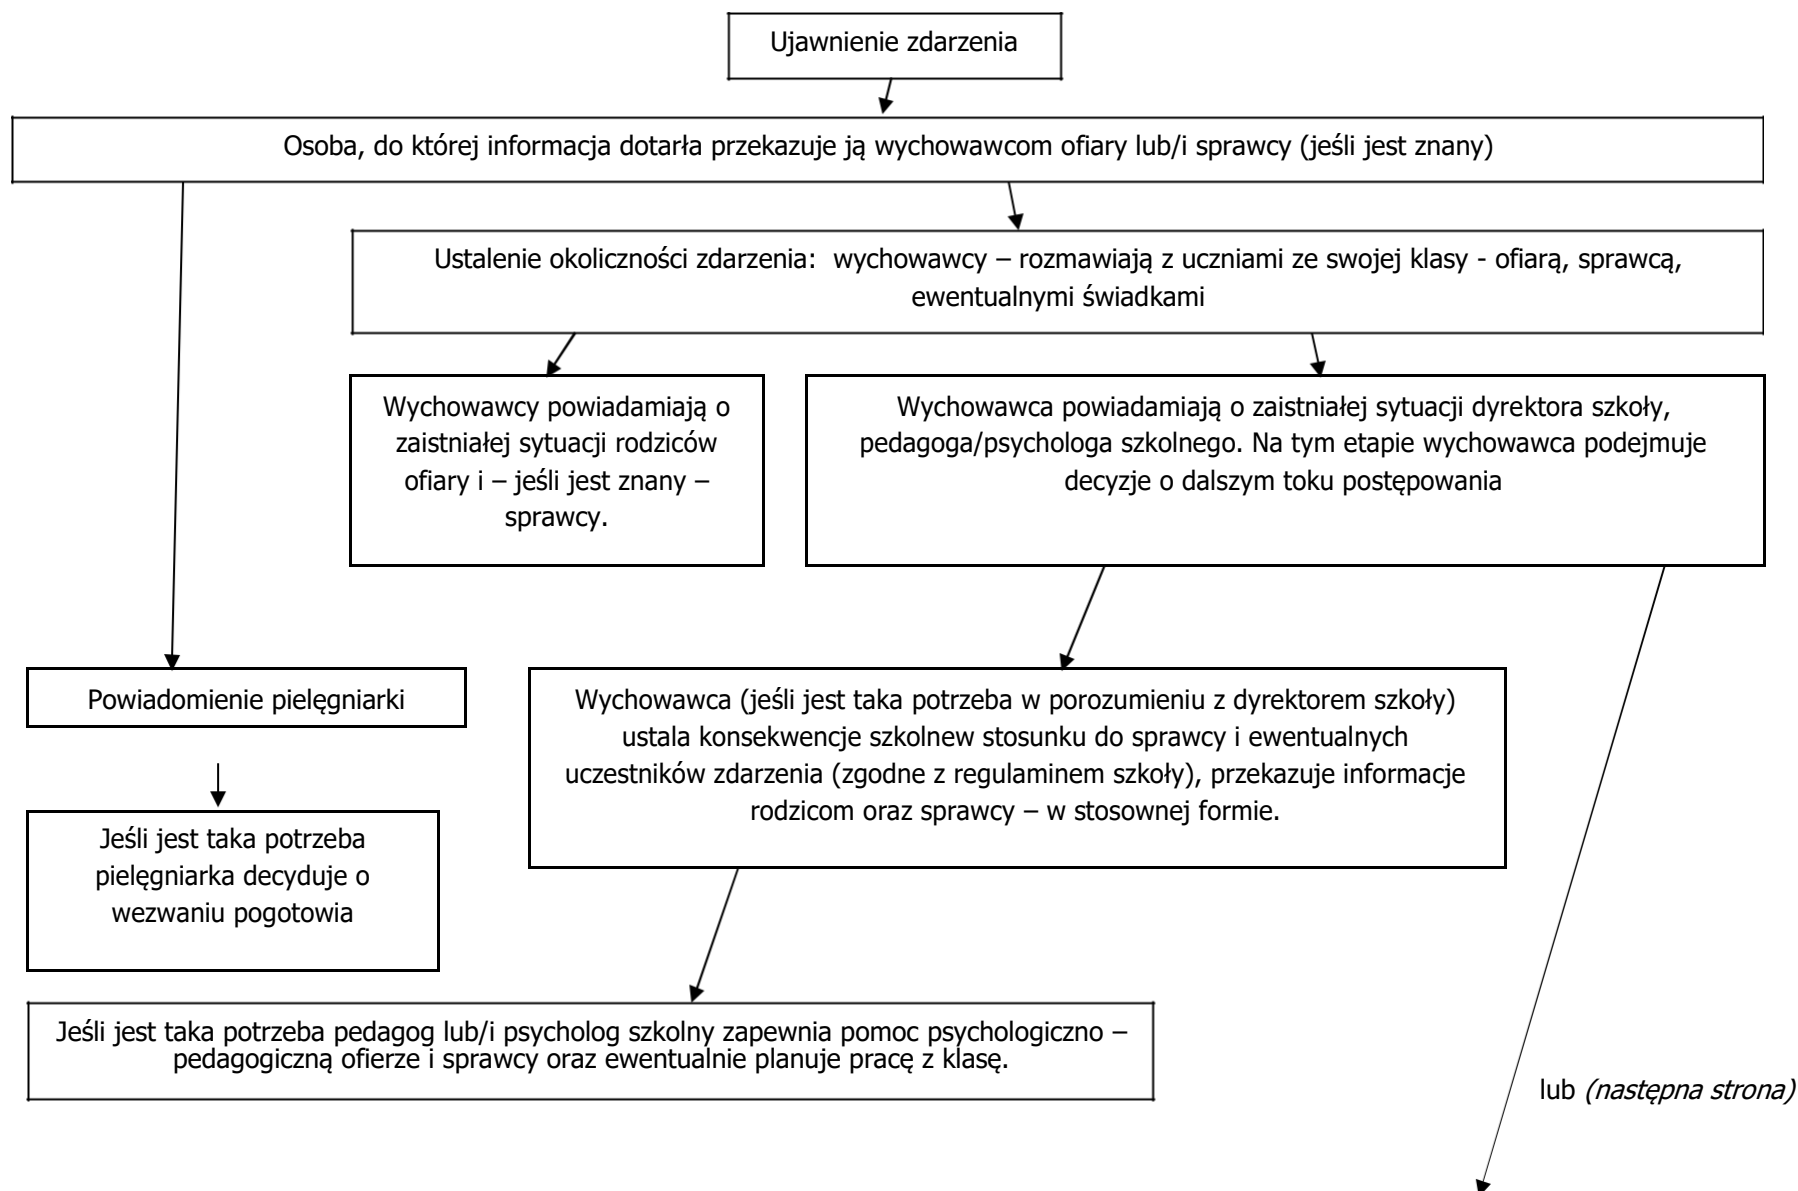 Ujawnienie zdarzenia
Osoba, do której informacja dotarła przekazuje ją wychowawcom ofiary lub/i sprawcy (jeśli jest znany)
Ustalenie okoliczności zdarzenia:  wychowawcy – rozmawiają z uczniami ze swojej klasy - ofiarą, sprawcą,
ewentualnymi świadkami
Wychowawcy powiadamiają o
zaistniałej sytuacji rodziców
ofiary i – jeśli jest znany –
sprawcy.
Wychowawca powiadamiają o zaistniałej sytuacji dyrektora szkoły,
pedagoga/psychologa szkolnego. Na tym etapie wychowawca podejmuje
decyzje o dalszym toku postępowania
Powiadomienie pielęgniarki
Wychowawca (jeśli jest taka potrzeba w porozumieniu z dyrektorem szkoły)
ustala konsekwencje szkolnew stosunku do sprawcy i ewentualnych
uczestników zdarzenia (zgodne z regulaminem szkoły), przekazuje informacje
rodzicom oraz sprawcy – w stosownej formie.
Jeśli jest taka potrzeba
pielęgniarka decyduje o
wezwaniu pogotowia
Jeśli jest taka potrzeba pedagog lub/i psycholog szkolny zapewnia pomoc psychologiczno –
pedagogiczną ofierze i sprawcy oraz ewentualnie planuje pracę z klasę.
lub (następna strona)